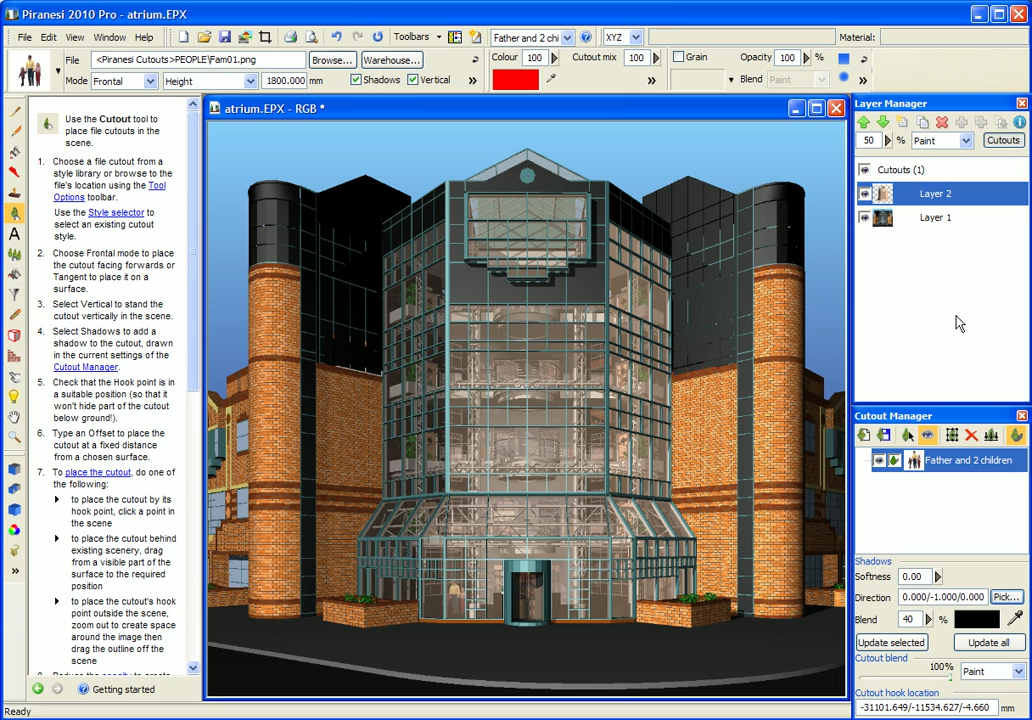 Piranesi 2010 Pro - atrium.EPX
File Edit View Window Help Toolbars Father and 2 chi XYZ Material:
File <Piranesi Cutouts>PEOPLE\Fam01.png Browse... Warehouse... Colour 100 Cutout mix 100 Grain Opacity 100 %
Mode Frontal Height 1800.000 mm Shadows Vertical Blend Paint
Use the Cutout tool to
place file cutouts in the
scene.
1. Choose a file cutout from a
style library or browse to the
file's location using the Tool
Options toolbar.
Use the Style selector to
select an existing cutout
style.
2. Choose Frontal mode to place
the cutout facing forwards or
Tangent to place it on a
surface.
3. Select Vertical to stand the
cutout vertically in the scene.
4. Select Shadows to add a
shadow to the cutout, drawn
in the current settings of the
Cutout Manager.
5. Check that the Hook point is in
a suitable position (so that it
won't hide part of the cutout
below ground!).
6. Type an Offset to place the
cutout at a fixed distance
from a chosen surface.
7. To place the cutout, do one of
the following:
to place the cutout by its
hook point, click a point in
the scene
to place the cutout behind
existing scenery, drag
from a visible part of the
surface to the required
position
to place the cutout's hook
point outside the scene,
zoom out to create space
around the image then
drag the outline off the
scene
Getting started
Ready
atrium.EPX - RGB *
Layer Manager
50 % Paint Cutouts
Cutouts (1)
Layer 2
Layer 1
Cutout Manager
Father and 2 children
Shadows
Softness 0.00
Direction 0.000/-1.000/0.000 Pick...
Blend 40 %
Update selected Update all
Cutout blend
100% Paint
Cutout hook location
-31101.649/-11534.627/-4.660 mm